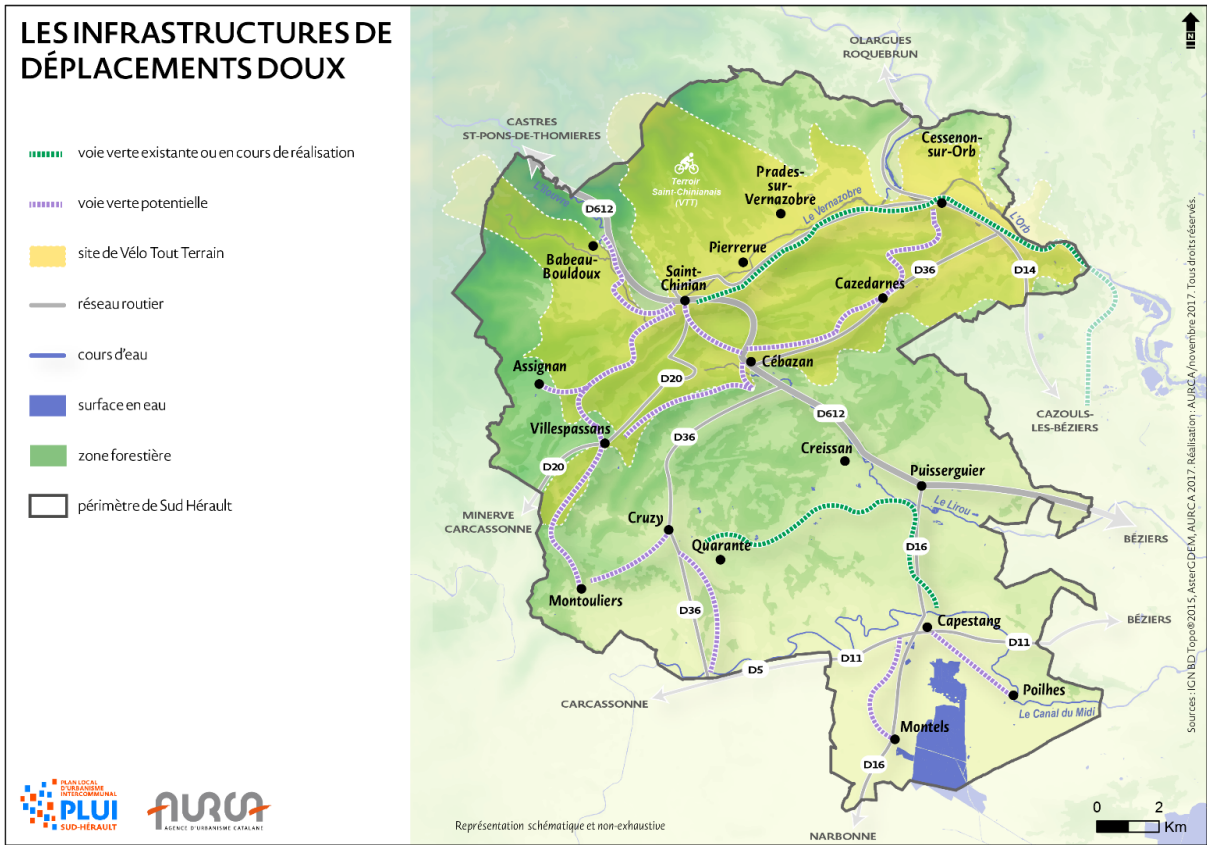 LES INFRASTRUCTURES DE
DÉPLACEMENTS DOUX
voie verte existante ou en cours de réalisation
voie verte potentielle
site de Vélo Tout Terrain
réseau routier
cours d'eau
surface en eau
zone forestière
périmètre de Sud Hérault
PLAN LOCAL
D'URBANISME
INTERCOMMUNAL
PLUI
SUD-HÉRAULT
AURCA
AGENCE D'URBANISME CATALANE
N
OLARGUES
ROQUEBRUN
CASTRES
ST-PONS-DE-THOMIERES
Cessenon-
sur-Orb
Terroir
Saint-Chinianais
(VTT)
Prades-
sur-
Vernazobre
Le Vernazobre
L'Ilouvre
D612
L'Orb
Babeau-
Bouldoux
Pierrerue
Saint-
Chinian
D36
D14
Cazedarnes
Assignan
Cébazan
D20
D612
CAZOULS-
LES-BÉZIERS
Villespassans
D36
Creissan
D20
Puisserguier
Le Lirou
MINERVE
CARCASSONNE
Cruzy
Quarante
D16
BÉZIERS
Montouliers
D36
Capestang
BÉZIERS
D11
D11
D5
Poilhes
CARCASSONNE
Le Canal du Midi
Montels
D16
NARBONNE
Représentation schématique et non-exhaustive
0 2
Km
Sources : IGN BD Topo®2015, AsterGDEM, AURCA 2017. Réalisation : AURCA/novembre 2017. Tous droits réservés.